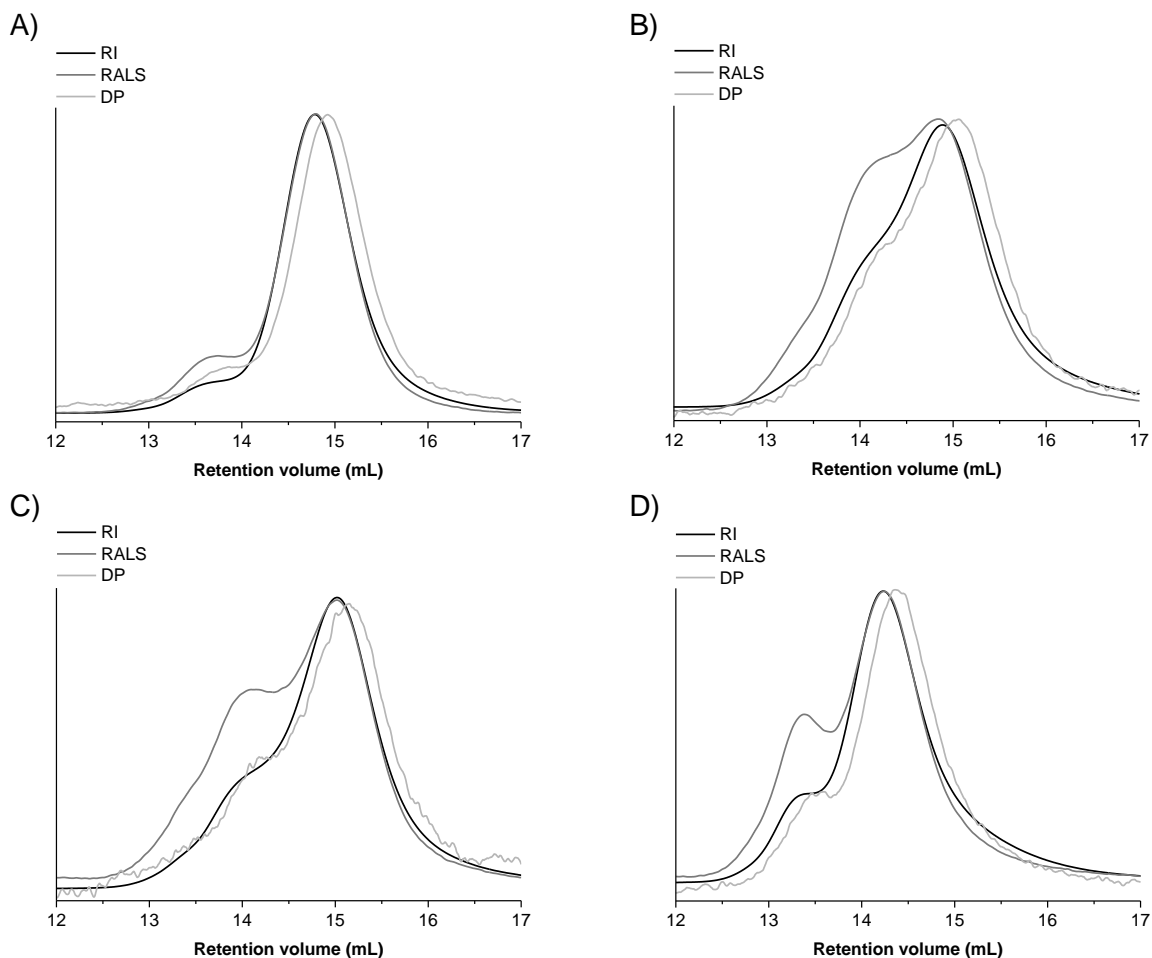 A)
RI
RALS
DP
12 13 14 15 16 17
Retention volume (mL)
B)
RI
RALS
DP
12 13 14 15 16 17
Retention volume (mL)
C)
RI
RALS
DP
12 13 14 15 16 17
Retention volume (mL)
D)
RI
RALS
DP
12 13 14 15 16 17
Retention volume (mL)